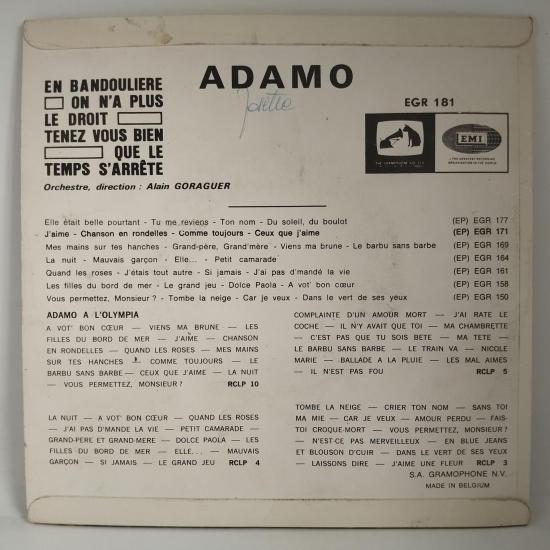 ADAMO
EN BANDOULIERE
ON N'A PLUS
LE DROIT
TENEZ VOUS BIEN
QUE LE
TEMPS S'ARRÊTE
Orchestre, direction : Alain GORAGUER
Josette
EGR 181
EMI
Elle était belle pourtant - Tu me reviens - Ton nom - Du soleil, du boulot (EP) EGR 177
J'aime - Chanson en rondelles - Comme toujours - Ceux que j'aime (EP) EGR 171
Mes mains sur tes hanches - Grand-père, Grand'mère - Viens ma brune - Le barbu sans barbe (EP) EGR 169
La nuit - Mauvais garçon - Elle... - Petit camarade (EP) EGR 164
Quand les roses - J'étais tout autre - Si jamais - J'ai pas d'mandé la vie (EP) EGR 161
Les filles du bord de mer - Le grand jeu - Dolce Paola - A vot' bon cœur (EP) EGR 158
Vous permettez, Monsieur ? - Tombe la neige - Car je veux - Dans le vert de ses yeux (EP) EGR 150
ADAMO A L'OLYMPIA
A VOT' BON CŒUR — VIENS MA BRUNE — LES
FILLES DU BORD DE MER — J'AIME — CHANSON
EN RONDELLES — QUAND LES ROSES — MES MAINS
SUR TES HANCHES — COMME TOUJOURS — LE
BARBU SANS BARBE — CEUX QUE J'AIME — LA NUIT
— VOUS PERMETTEZ, MONSIEUR ? RCLP 10
COMPLAINTE D'UN AMOUR MORT — J'AI RATE LE
COCHE — IL N'Y AVAIT QUE TOI — MA CHAMBRETTE
— C'EST PAS QUE TU SOIS BETE — MA TETE —
LE BARBU SANS BARBE — LE TRAIN VA — NICOLE
MARIE — BALLADE A LA PLUIE — LES MAL AIMES
— IL N'EST PAS FOU RCLP 5
LA NUIT — A VOT' BON CŒUR — QUAND LES ROSES
— J'AI PAS D'MANDE LA VIE — PETIT CAMARADE —
GRAND-PERE ET GRAND-MERE — DOLCE PAOLA — LES
FILLES DU BORD DE MER — ELLE... — MAUVAIS
GARÇON — SI JAMAIS — LE GRAND JEU RCLP 4
TOMBE LA NEIGE — CRIER TON NOM — SANS TOI
MA MIE — CAR JE VEUX — AMOUR PERDU — FAIS-
TOI CROQUE-MORT — VOUS PERMETTEZ, MONSIEUR ?
— N'EST-CE PAS MERVEILLEUX — EN BLUE JEANS
ET BLOUSON D'CUIR — DANS LE VERT DE SES YEUX
— LAISSONS DIRE — J'AIME UNE FLEUR RCLP 3
S.A. GRAMOPHONE N.V.
MADE IN BELGIUM